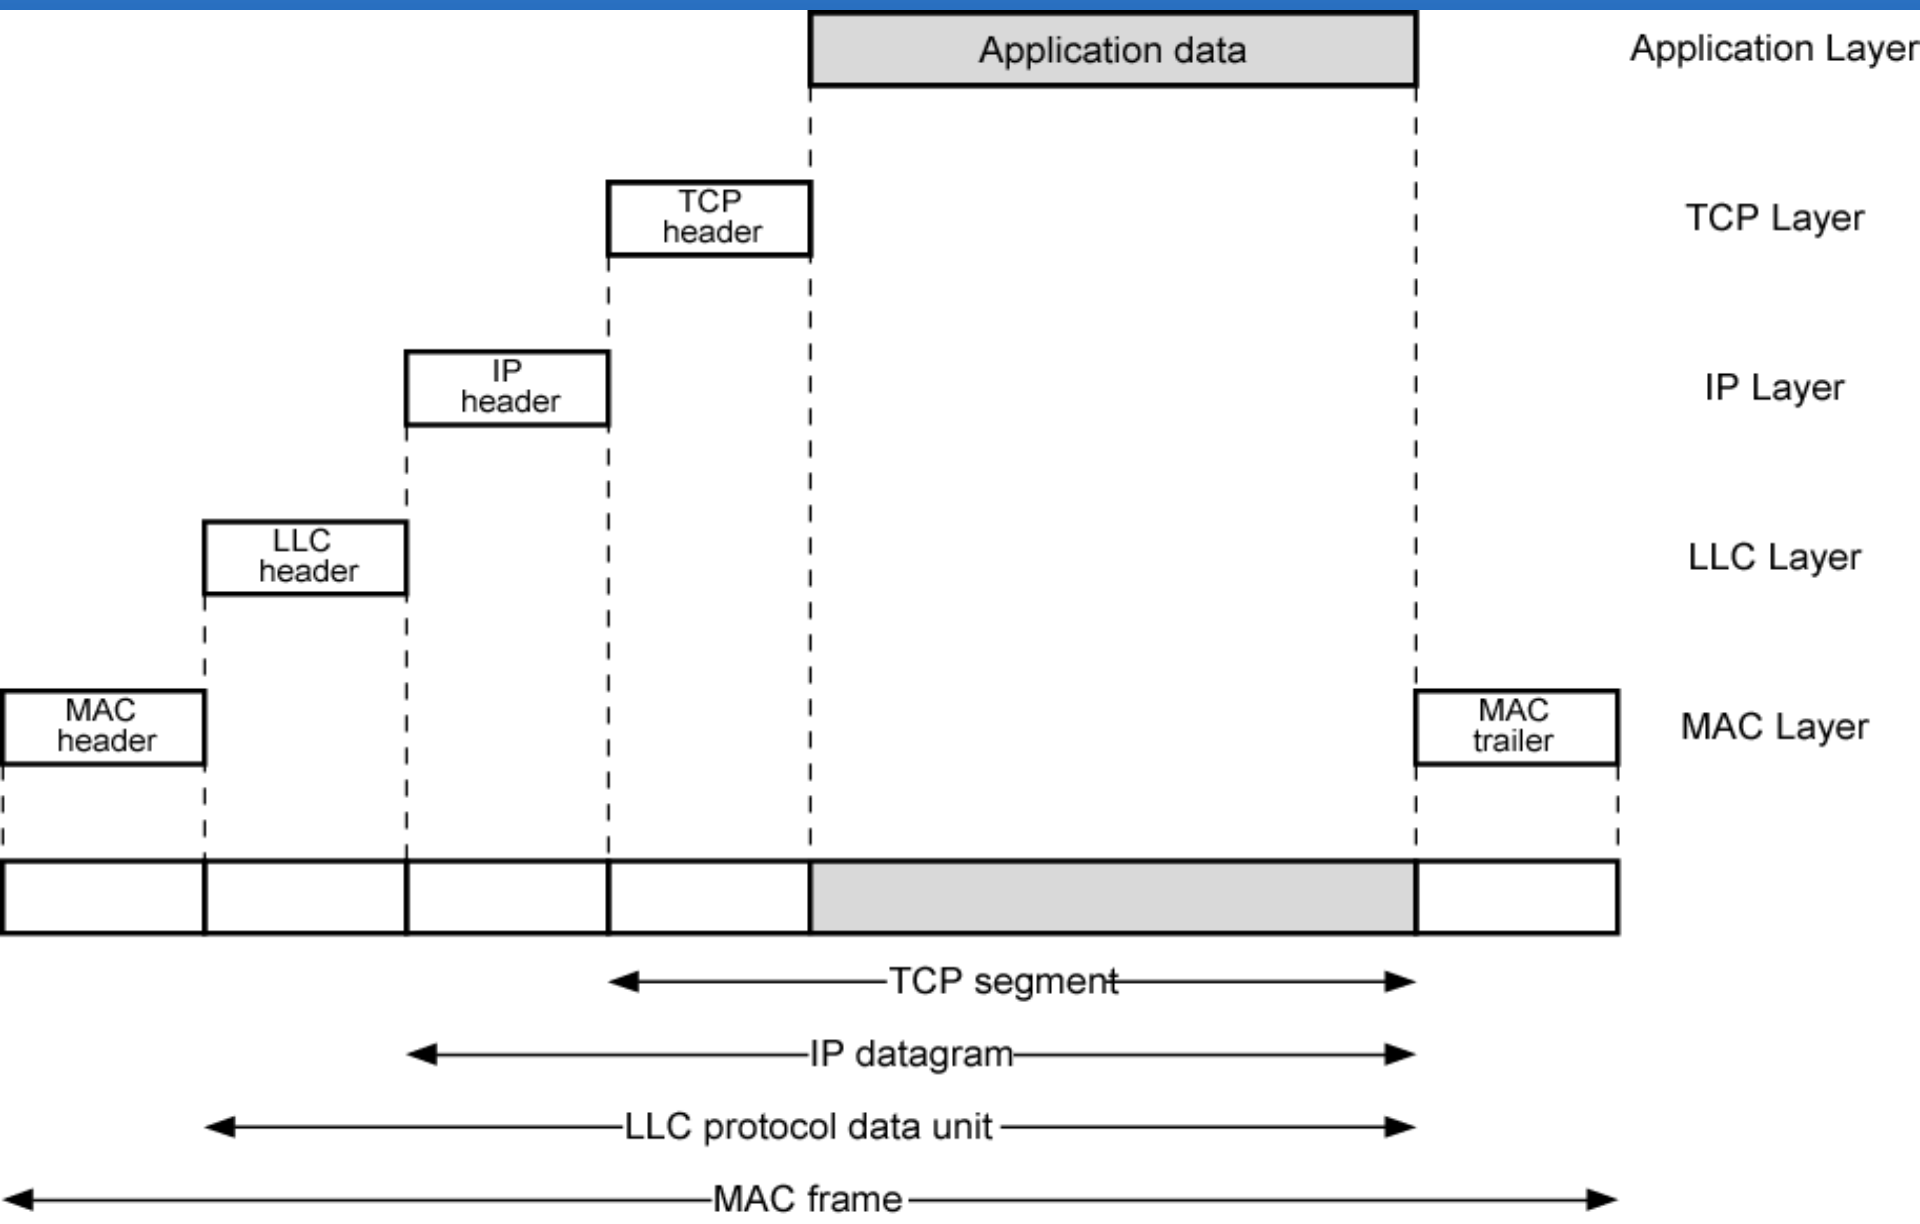 Application data
Application Layer
TCP
header
TCP Layer
IP
header
IP Layer
LLC
header
LLC Layer
MAC
header
MAC
trailer
MAC Layer
TCP segment
IP datagram
LLC protocol data unit
MAC frame